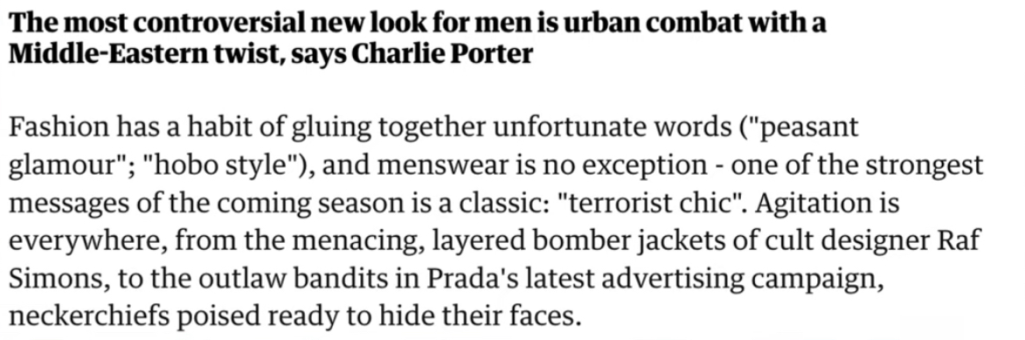 The most controversial new look for men is urban combat with a
Middle-Eastern twist, says Charlie Porter
Fashion has a habit of gluing together unfortunate words ("peasant
glamour"; "hobo style"), and menswear is no exception - one of the strongest
messages of the coming season is a classic: "terrorist chic". Agitation is
everywhere, from the menacing, layered bomber jackets of cult designer Raf
Simons, to the outlaw bandits in Prada's latest advertising campaign,
neckerchiefs poised ready to hide their faces.